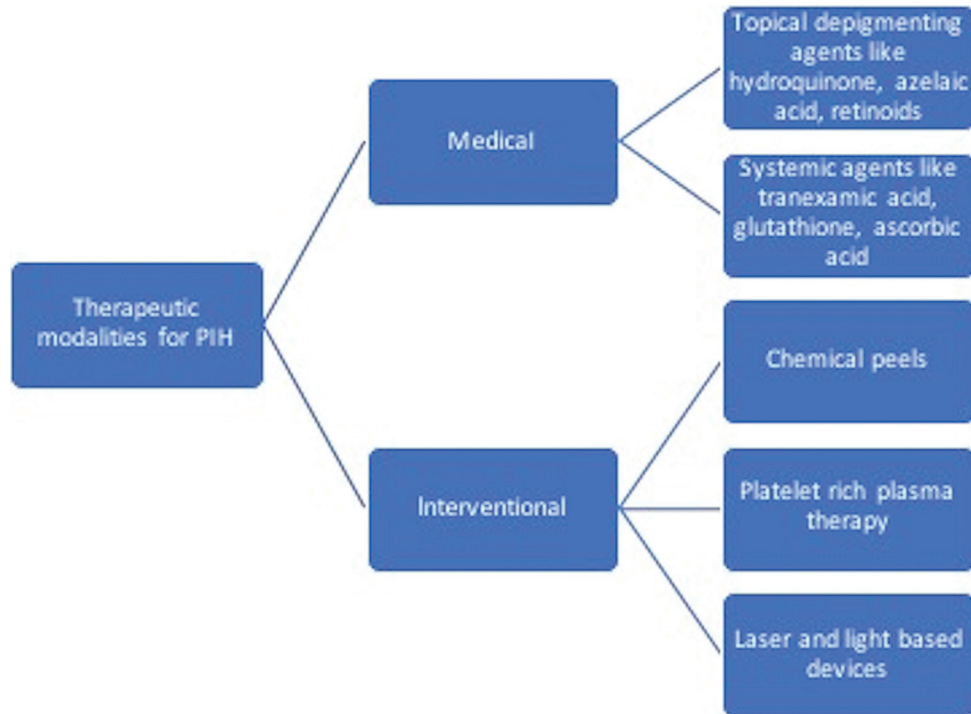 Topical depigmenting
agents like
hydroquinone, azelaic
acid, retinoids
Medical
Systemic agents like
tranexamic acid,
glutathione, ascorbic
acid
Therapeutic
modalities for PIH
Chemical peels
Interventional
Platelet rich plasma
therapy
Laser and light based
devices